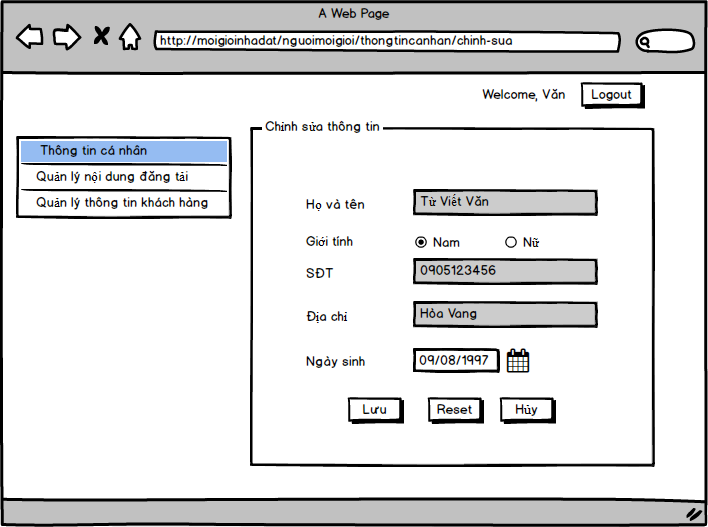 A Web Page
http://moigioinhadat/nguoimoigioi/thongtincanhan/chinh-sua
Welcome, Văn
Logout
Chỉnh sửa thông tin
Thông tin cá nhân
Quản lý nội dung đăng tải
Quản lý thông tin khách hàng
Họ và tên
Từ Viết Văn
Giới tính
Nam
Nữ
SĐT
0905123456
Địa chỉ
Hòa Vang
Ngày sinh
09/08/1997
Lưu
Reset
Hủy